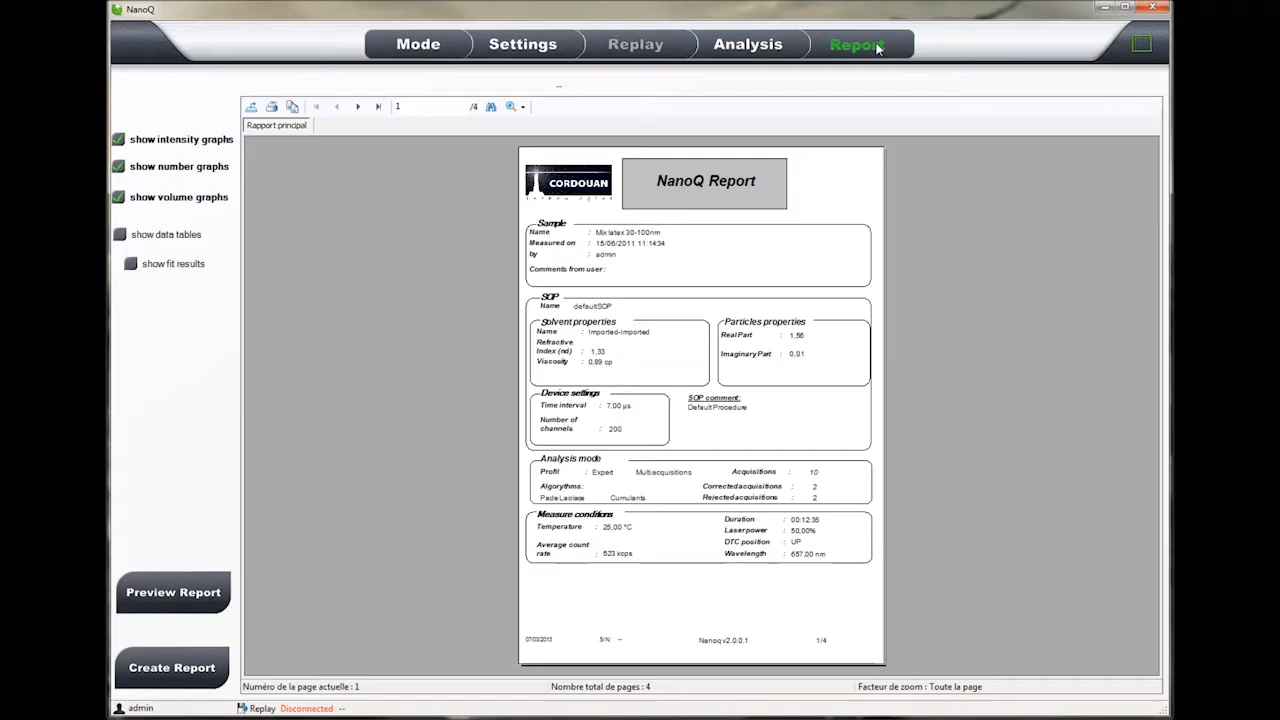 NanoQ
Mode Settings Replay Analysis Report
--
1 /4
Rapport principal
show intensity graphs
show number graphs
show volume graphs
show data tables
show fit results
Preview Report
Create Report
CORDOUAN
NanoQ Report
Sample
Name : Mix latex 30-100nm
Measured on : 15/06/2011 11:14:34
by : admin
Comments from user :
SOP
Name defaultSOP
Solvent properties
Name : Imported-Imported
Refractive
Index (nd) : 1,33
Viscosity : 0,89 cp
Particles properties
Real Part : 1,56
Imaginary Part : 0,01
Device settings
Time interval : 7,00 µs
Number of
channels : 200
SOP comment:
Default Procedure
Analysis mode
Profil : Expert Multiacquisitions Acquisitions : 10
Algorythms: Corrected acquisitions : 2
Pade Laplace Cumulants Rejected acquisitions : 2
Measure conditions
Temperature : 25,00 °C
Average count
rate : 523 kcps
Duration : 00:12:35
Laser power : 50,00%
DTC position : UP
Wavelength : 657,00 nm
07/03/2013 S/N: -- Nanoq v2.0.0.1 1/4
Numéro de la page actuelle : 1 Nombre total de pages : 4 Facteur de zoom : Toute la page
admin Replay Disconnected --